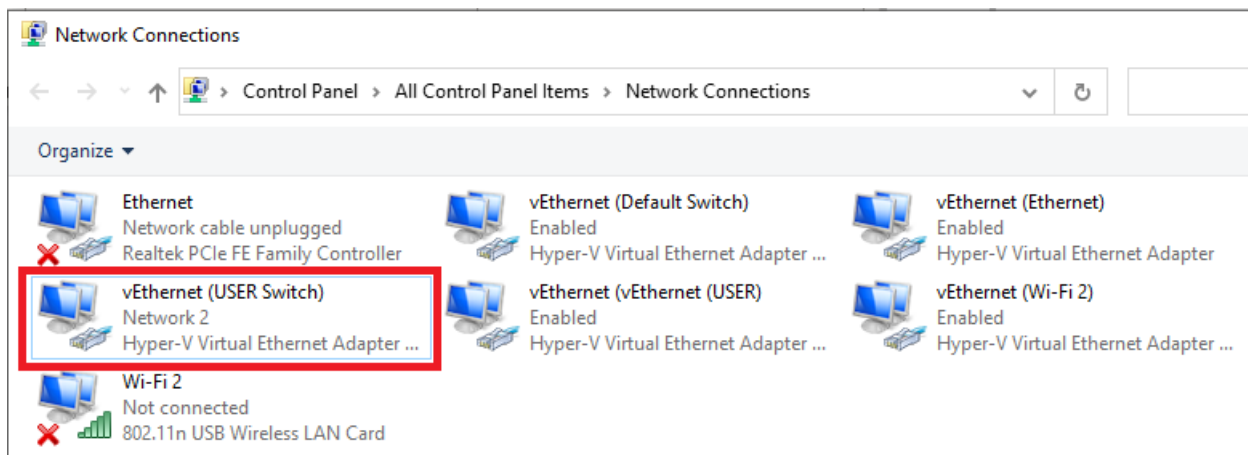 Network Connections
Control Panel > All Control Panel Items > Network Connections
Organize
Ethernet
Network cable unplugged
Realtek PCIe FE Family Controller
vEthernet (Default Switch)
Enabled
Hyper-V Virtual Ethernet Adapter ...
vEthernet (Ethernet)
Enabled
Hyper-V Virtual Ethernet Adapter
vEthernet (USER Switch)
Network 2
Hyper-V Virtual Ethernet Adapter ...
vEthernet (vEthernet (USER)
Enabled
Hyper-V Virtual Ethernet Adapter ...
vEthernet (Wi-Fi 2)
Enabled
Hyper-V Virtual Ethernet Adapter ...
Wi-Fi 2
Not connected
802.11n USB Wireless LAN Card